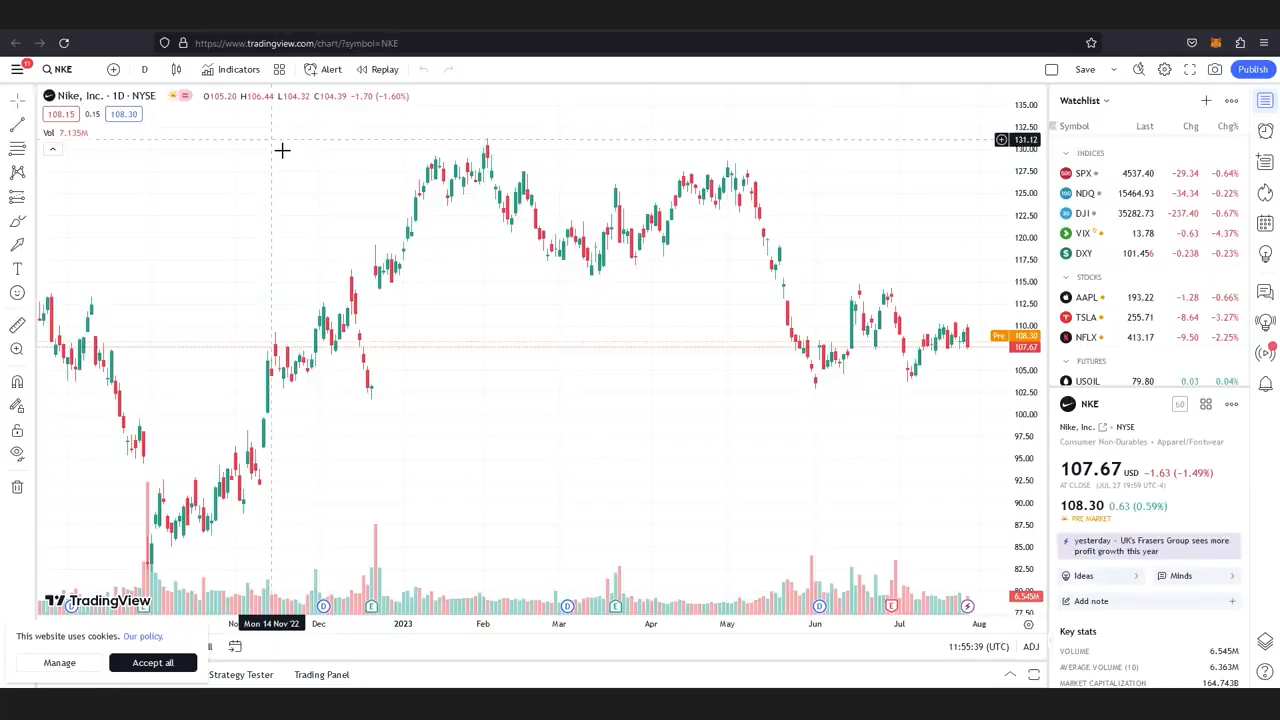 https://www.tradingview.com/chart/?symbol=NKE
11
NKE
D
Indicators
Alert
Replay
Save
Publish
Nike, Inc. · 1D · NYSE
O105.20 H106.44 L104.32 C104.39 -1.70 (-1.60%)
108.15 0.15 108.30
Vol 7.135M
135.00
132.50
131.12
130.00
127.50
125.00
122.50
120.00
117.50
115.00
112.50
110.00
Pre 108.30
107.67
105.00
102.50
100.00
97.50
95.00
92.50
90.00
87.50
85.00
77.50
6.545M
TradingView
D
E
D
E
D
E
Mon 14 Nov '22
Dec
2023
Feb
Mar
Apr
May
Jun
Jul
Aug
This website uses cookies. Our policy.
Manage
Accept all
11:55:39 (UTC)
ADJ
Strategy Tester
Trading Panel
Watchlist
Symbol Last Chg Chg%
INDICES
SPX 4537.40 -29.34 -0.64%
NDQ 15464.93 -34.34 -0.22%
DJI 35282.73 -237.40 -0.67%
VIX D 13.78 -0.63 -4.37%
DXY 101.456 -0.238 -0.23%
STOCKS
AAPL 193.22 -1.28 -0.66%
TSLA 255.71 -8.64 -3.27%
NFLX 413.17 -9.50 -2.25%
FUTURES
USOIL 79.80 0.03 0.04%
NKE
Nike, Inc. · NYSE
Consumer Non-Durables • Apparel/Footwear
107.67 USD -1.63 (-1.49%)
AT CLOSE (JUL 27 19:59 UTC-4)
108.30 0.63 (0.59%)
PRE MARKET
yesterday - UK's Frasers Group sees more
profit growth this year
Ideas
Minds
Add note
Key stats
VOLUME 6.545M
AVERAGE VOLUME (10) 6.363M
MARKET CAPITALIZATION 164.743B